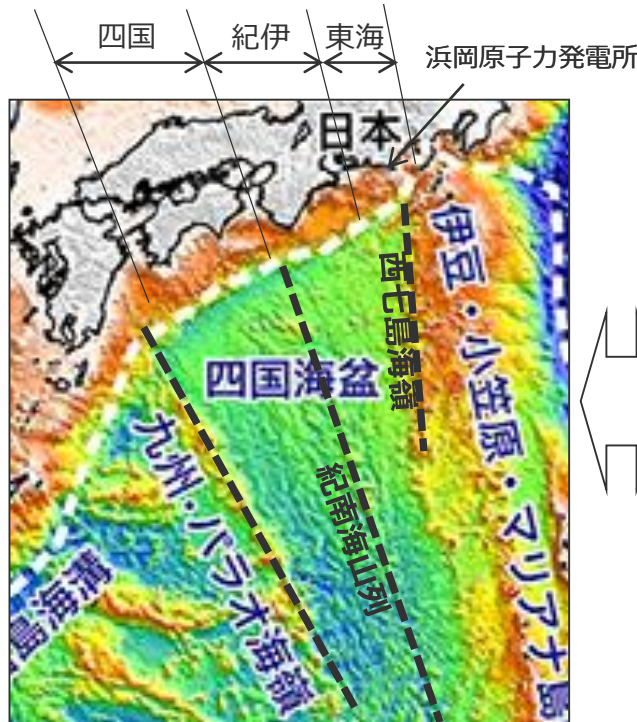 四国
紀伊
東海
浜岡原子力発電所
日本
伊豆・小笠原・マリアナ島
西七島海嶺
四国海盆
紀南海山列
九州・パラオ海嶺